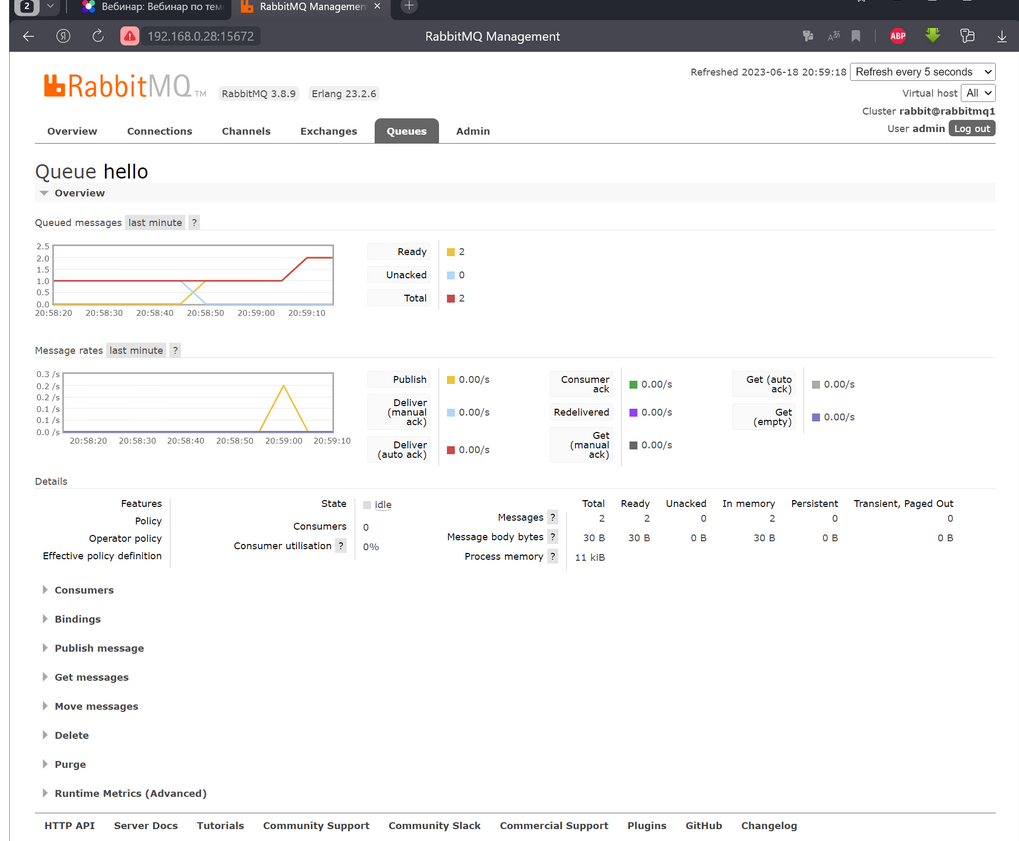 2
Вебинар: Вебинар по тем
RabbitMQ Managemen
192.168.0.28:15672
RabbitMQ Management
ABP
RabbitMQ TM
RabbitMQ 3.8.9
Erlang 23.2.6
Refreshed 2023-06-18 20:59:18
Refresh every 5 seconds
Virtual host All
Cluster rabbit@rabbitmq1
User admin Log out
Overview Connections Channels Exchanges Queues Admin
Queue hello
Overview
Queued messages last minute ?
2.5
2.0
1.5
1.0
0.5
0.0
20:58:20 20:58:30 20:58:40 20:58:50 20:59:00 20:59:10
Ready 2
Unacked 0
Total 2
Message rates last minute ?
0.3 /s
0.2 /s
0.2 /s
0.1 /s
0.1 /s
0.0 /s
20:58:20 20:58:30 20:58:40 20:58:50 20:59:00 20:59:10
Publish 0.00/s
Deliver
(manual 0.00/s
ack)
Deliver
(auto ack) 0.00/s
Consumer
ack 0.00/s
Redelivered 0.00/s
Get
(manual 0.00/s
ack)
Get (auto
ack) 0.00/s
Get
(empty) 0.00/s
Details
Features
Policy
Operator policy
Effective policy definition
State idle
Consumers 0
Consumer utilisation ? 0%
Total Ready Unacked In memory Persistent Transient, Paged Out
Messages ? 2 2 0 2 0 0
Message body bytes ? 30 B 30 B 0 B 30 B 0 B 0 B
Process memory ? 11 kiB
Consumers
Bindings
Publish message
Get messages
Move messages
Delete
Purge
Runtime Metrics (Advanced)
HTTP API Server Docs Tutorials Community Support Community Slack Commercial Support Plugins GitHub Changelog